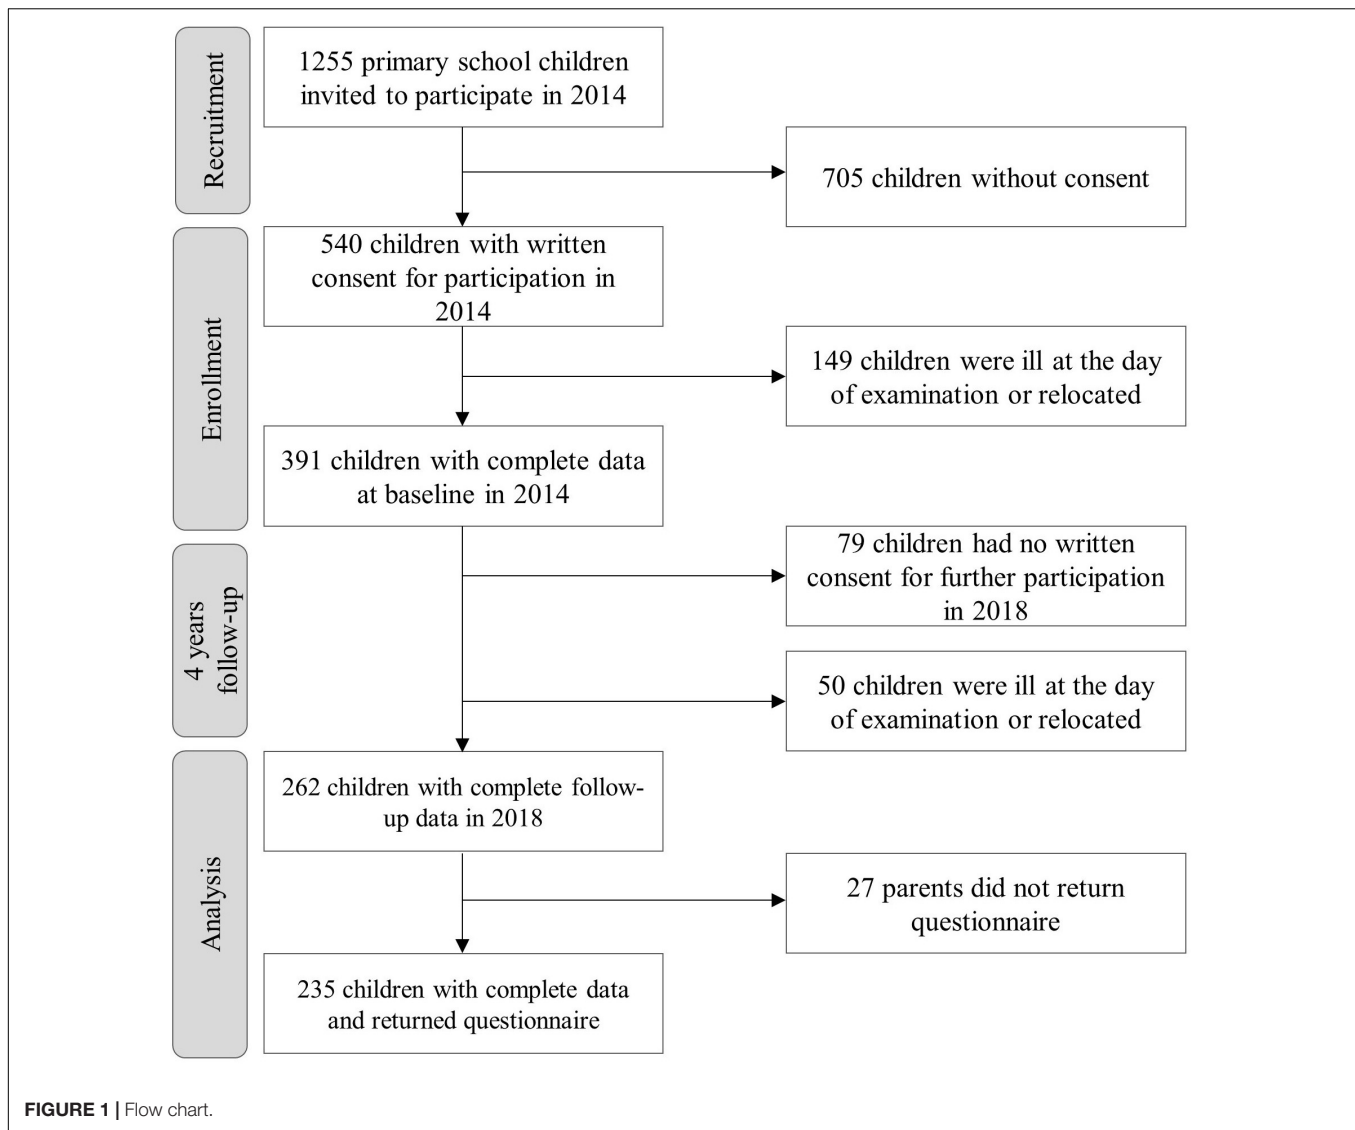 Recruitment
1255 primary school children
invited to participate in 2014
705 children without consent
Enrollment
540 children with written
consent for participation in
2014
149 children were ill at the day
of examination or relocated
391 children with complete data
at baseline in 2014
4 years
follow-up
79 children had no written
consent for further participation
in 2018
50 children were ill at the day
of examination or relocated
Analysis
262 children with complete follow-
up data in 2018
27 parents did not return
questionnaire
235 children with complete data
and returned questionnaire
FIGURE 1 | Flow chart.